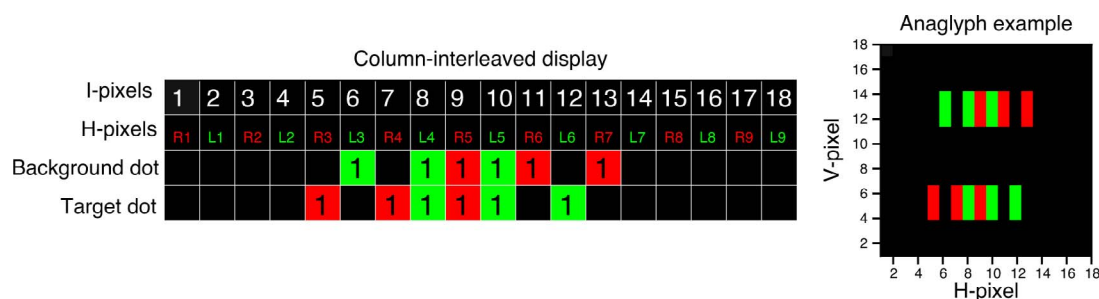 Column-interleaved display
I-pixels 1 2 3 4 5 6 7 8 9 10 11 12 13 14 15 16 17 18
H-pixels R1 L1 R2 L2 R3 L3 R4 L4 R5 L5 R6 L6 R7 L7 R8 L8 R9 L9
Background dot 1 1 1 1 1 1
Target dot 1 1 1 1 1 1
Anaglyph example
18
16
14
12
10
8
6
4
2
V-pixel
2 4 6 8 10 12 14 16 18
H-pixel